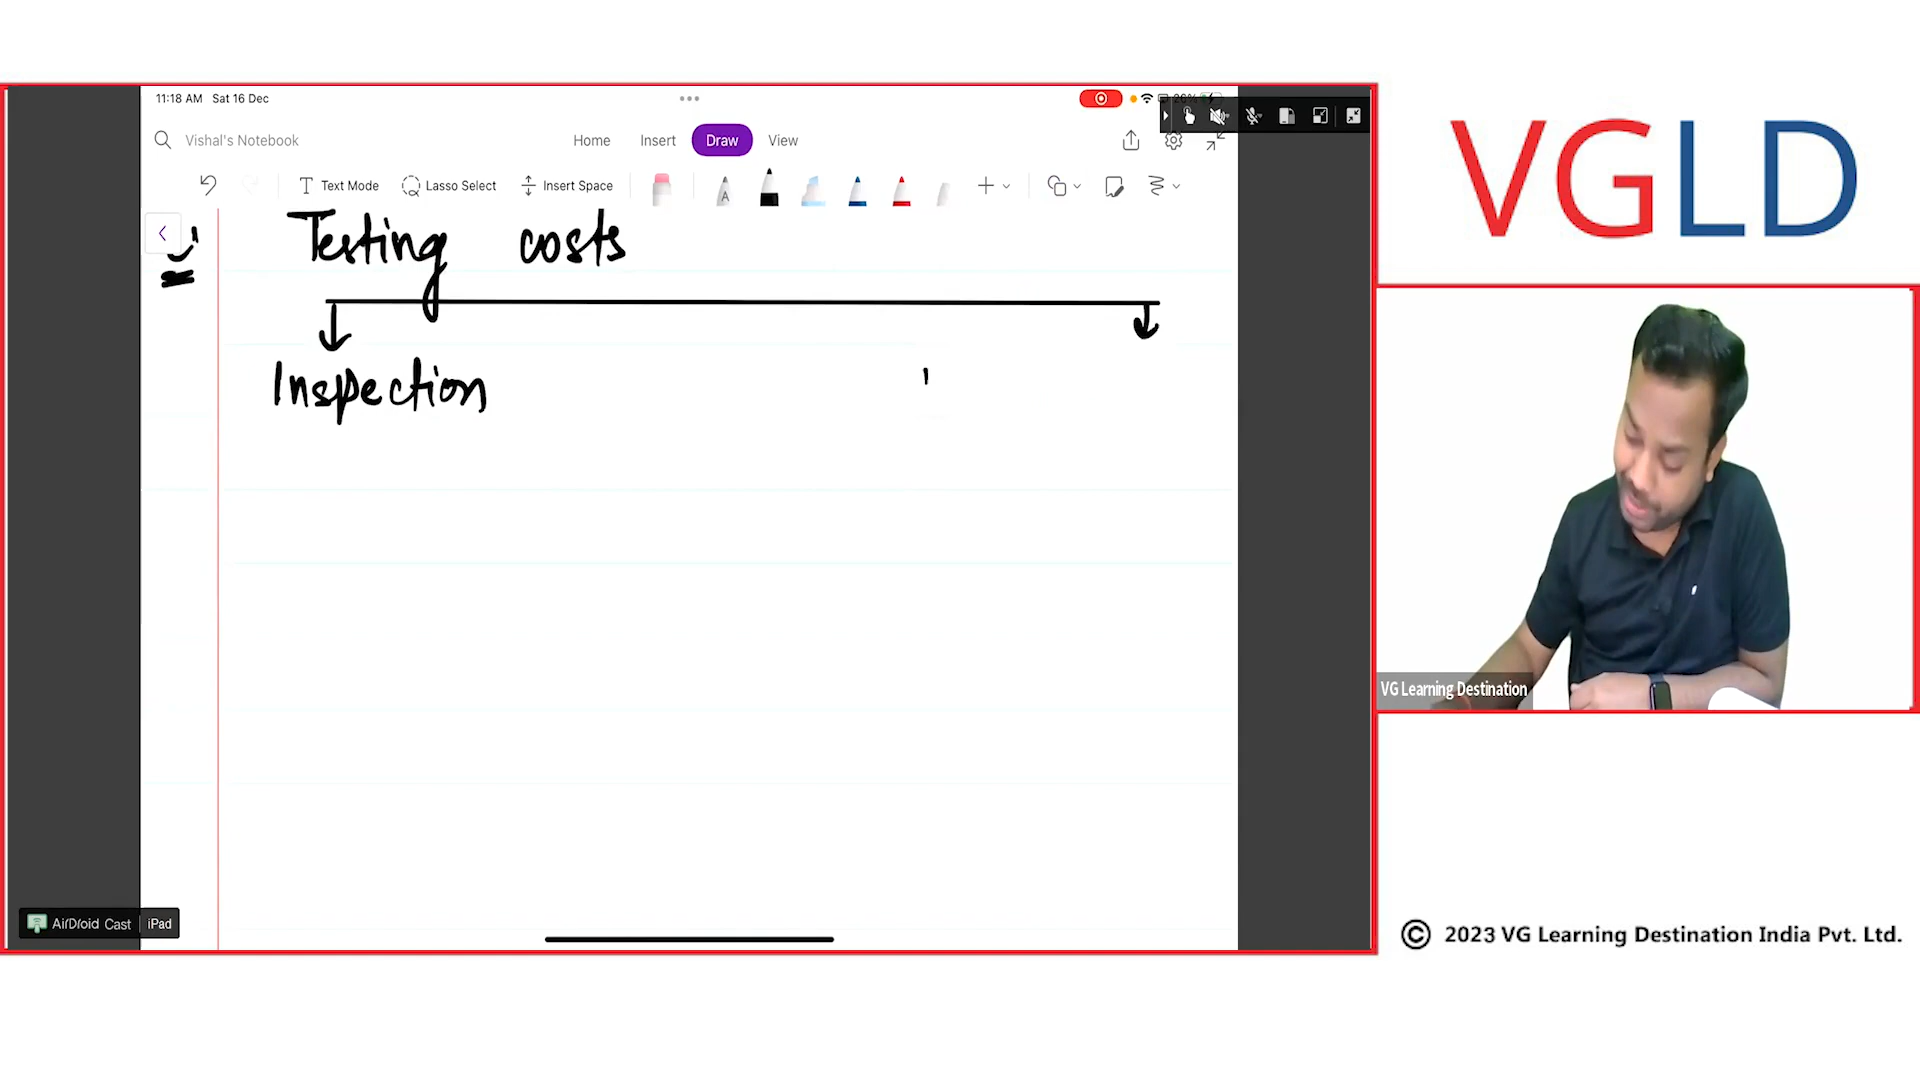 11:18 AM Sat 16 Dec
26%
Vishal's Notebook
Home Insert Draw View
Text Mode Lasso Select Insert Space
Testing costs
Inspection
AirDroid Cast iPad
VGLD
VG Learning Destination
© 2023 VG Learning Destination India Pvt. Ltd.